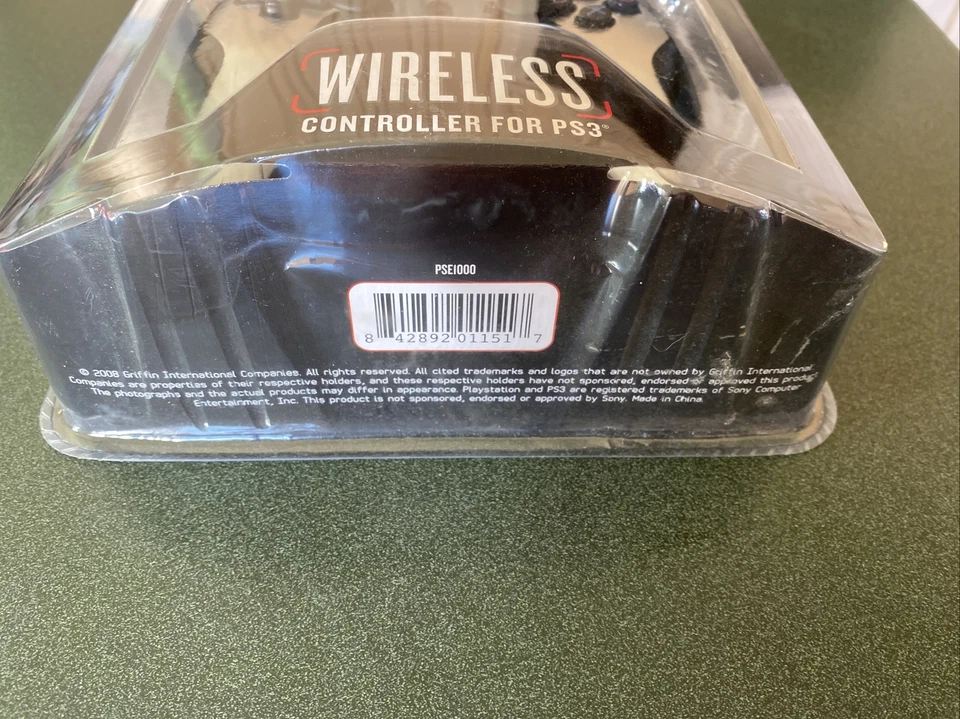 WIRELESS
CONTROLLER FOR PS3®
PSE1000
8 42892 01151 7
© 2008 Griffin International Companies. All rights reserved. All cited trademarks and logos that are not owned by Griffin International
Companies are properties of their respective holders, and these respective holders have not sponsored, endorsed or approved this product.
The photographs and the actual products may differ in appearance. Playstation and PS3 are registered trademarks of Sony Computer
Entertainment, Inc. This product is not sponsored, endorsed or approved by Sony. Made in China.